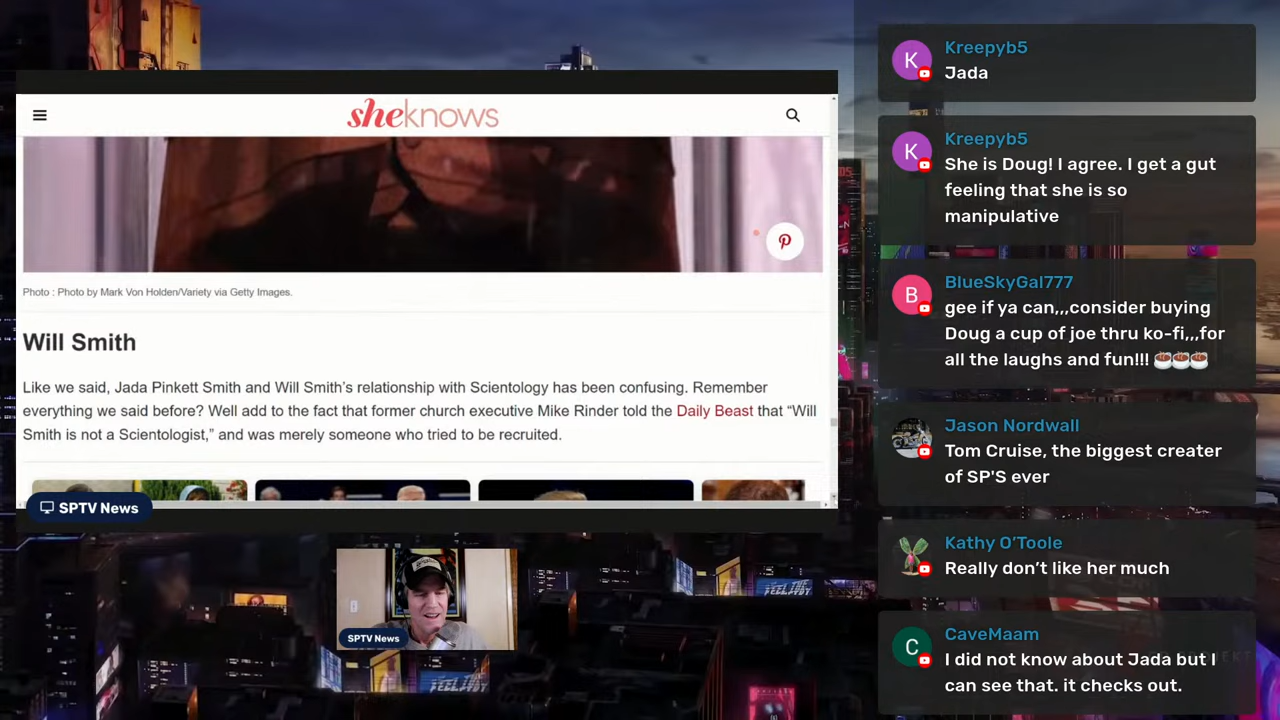 sheknows
Photo : Photo by Mark Von Holden/Variety via Getty Images.
Will Smith
Like we said, Jada Pinkett Smith and Will Smith's relationship with Scientology has been confusing. Remember
everything we said before? Well add to the fact that former church executive Mike Rinder told the Daily Beast that “Will
Smith is not a Scientologist,” and was merely someone who tried to be recruited.
SPTV News
SPTV News
FEEL THE
FEEL THE
K
Kreepyb5
Jada
K
Kreepyb5
She is Doug! I agree. I get a gut
feeling that she is so
manipulative
B
BlueSkyGal777
gee if ya can,,,consider buying
Doug a cup of joe thru ko-fi,,,for
all the laughs and fun!!! ☕☕☕
Jason Nordwall
Tom Cruise, the biggest creater
of SP'S ever
Kathy O’Toole
Really don’t like her much
C
CaveMaam
I did not know about Jada but I
can see that. it checks out.